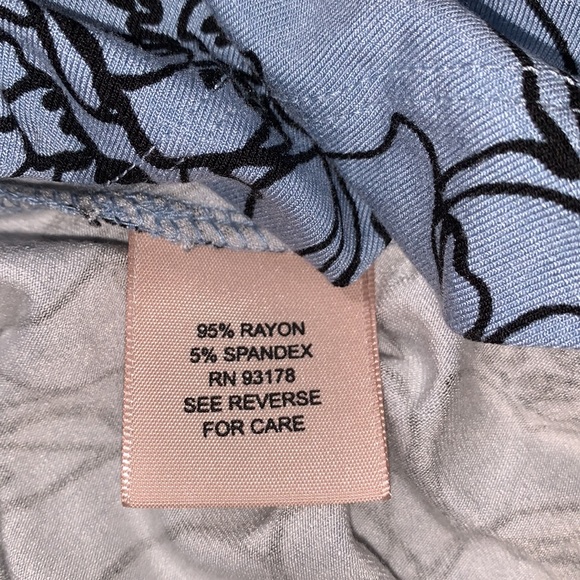 95% RAYON
5% SPANDEX
RN 93178
SEE REVERSE
FOR CARE